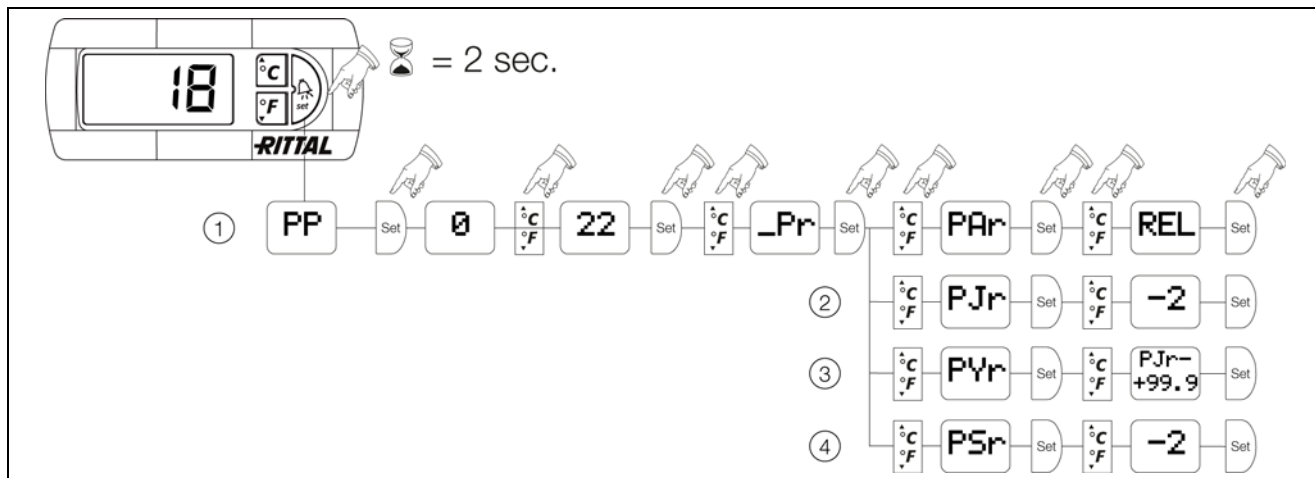 18
°C
°F
set
= 2 sec.
RITTAL
1 PP Set 0 °C °F 22 Set °C °F _Pr Set °C °F PAr Set °C °F REL Set
2 °C °F PJr Set °C °F -2 Set
3 °C °F PYr Set °C °F PJr- +99.9 Set
4 °C °F PSr Set °C °F -2 Set